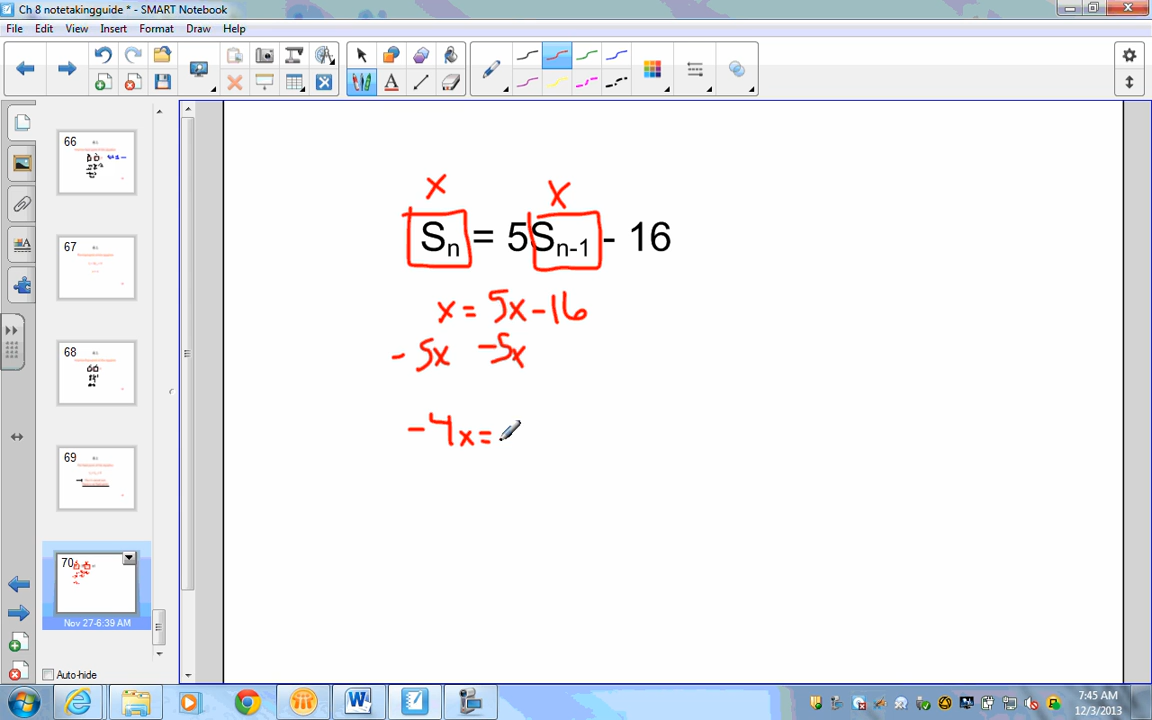 Ch 8 notetakingguide * - SMART Notebook
File Edit View Insert Format Draw Help
66
67
68
69
70
Nov 27-6:39 AM
Auto-hide
x x
Sₙ = 5Sₙ₋₁ - 16
x = 5x - 16
- 5x - 5x
- 4x =
7:45 AM
12/3/2013